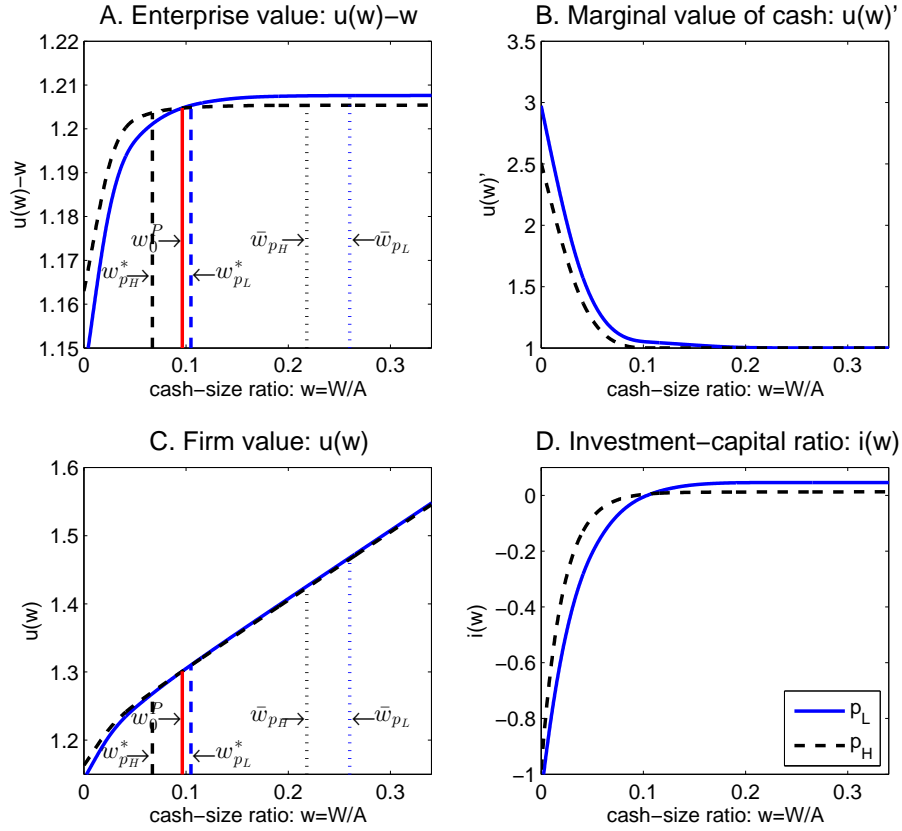 A. Enterprise value: u(w)−w
1.22
1.21
1.2
1.19
1.18
1.17
1.16
1.15
u(w)−w
w_0^P
w̄_{p_H}
w̄_{p_L}
w*_{p_H}
w*_{p_L}
0
0.1
0.2
0.3
cash−size ratio: w=W/A
B. Marginal value of cash: u(w)’
3.5
3
2.5
2
1.5
1
u(w)’
0
0.1
0.2
0.3
cash−size ratio: w=W/A
C. Firm value: u(w)
1.6
1.5
1.4
1.3
1.2
u(w)
w_0^P
w̄_{p_H}
w̄_{p_L}
w*_{p_H}
w*_{p_L}
0
0.1
0.2
0.3
cash−size ratio: w=W/A
D. Investment−capital ratio: i(w)
0
−0.2
−0.4
−0.6
−0.8
−1
i(w)
p_L
p_H
0
0.1
0.2
0.3
cash−size ratio: w=W/A